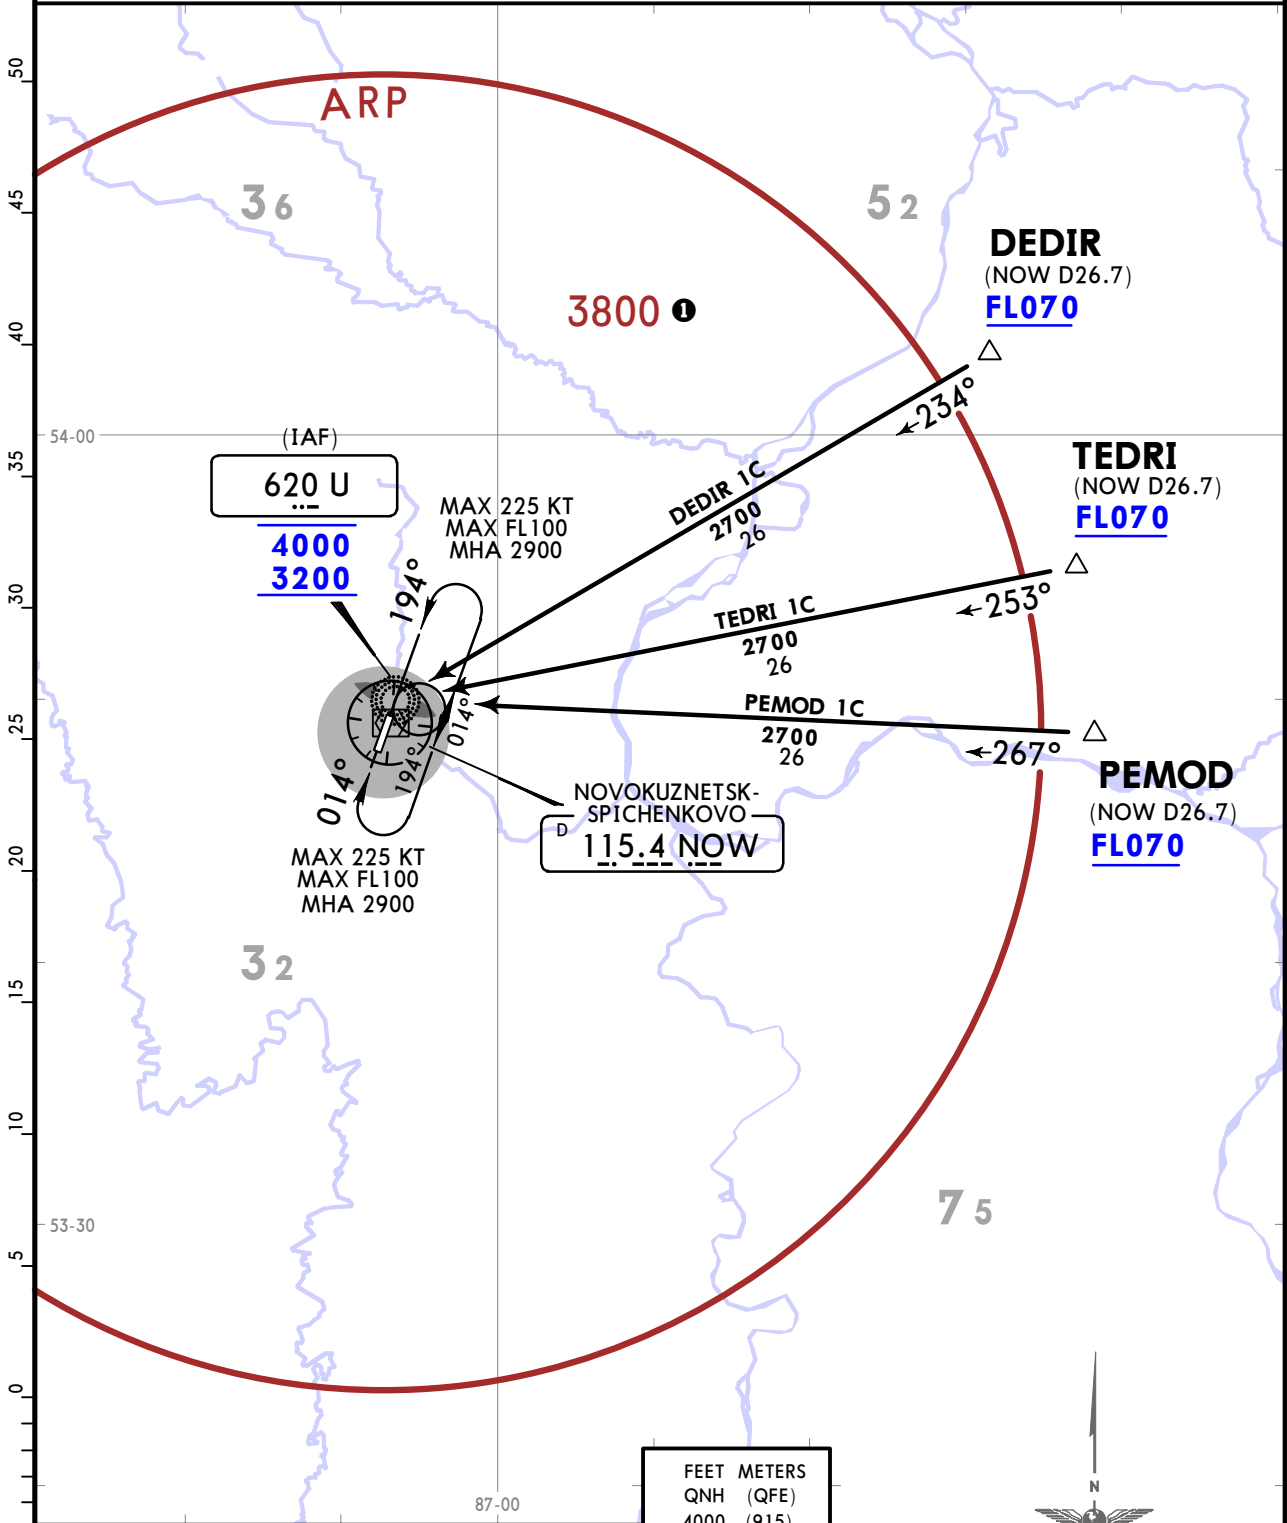 50
45
40
35
30
25
20
15
10
5
0
ARP
36
52
3800 1
DEDIR
(NOW D26.7)
FL070
234°
54-00
(IAF)
620 U
4000
3200
MAX 225 KT
MAX FL100
MHA 2900
194°
DEDIR 1C
2700
26
TEDRI
(NOW D26.7)
FL070
253°
TEDRI 1C
2700
26
PEMOD 1C
2700
26
267°
PEMOD
(NOW D26.7)
FL070
014°
194°
014°
NOVOKUZNETSK-
SPICHENKOVO
D
115.4 NOW
MAX 225 KT
MAX FL100
MHA 2900
32
75
53-30
87-00
FEET METERS
QNH (QFE)
4000 (915)
N